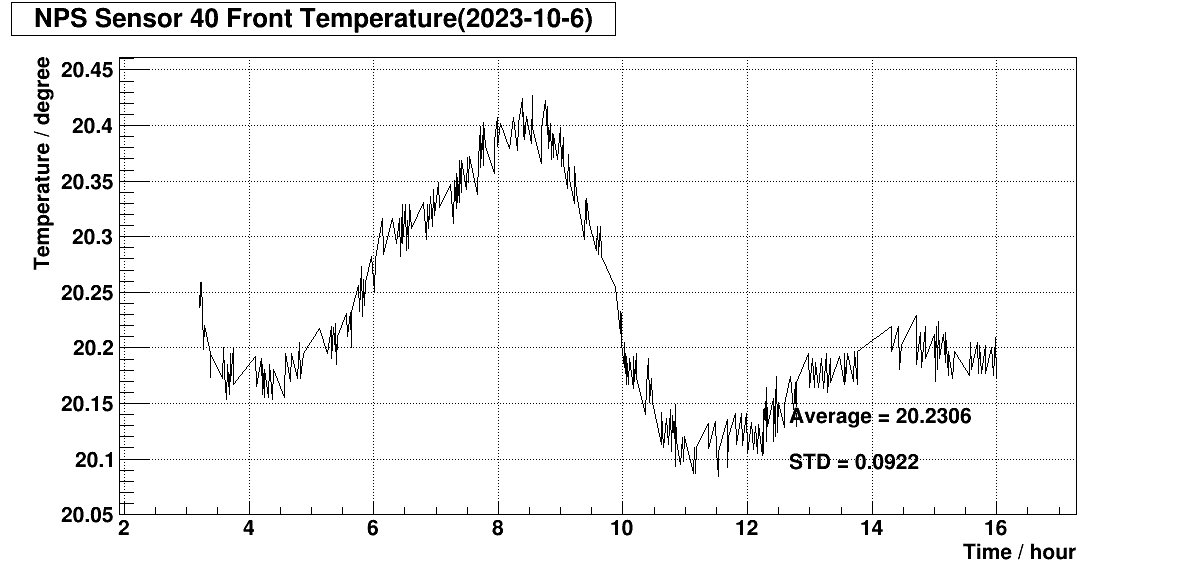 NPS Sensor 40 Front Temperature(2023-10-6)
Temperature / degree
20.45
20.4
20.35
20.3
20.25
20.2
20.15
20.1
20.05
Average = 20.2306
STD = 0.0922
2 4 6 8 10 12 14 16
Time / hour